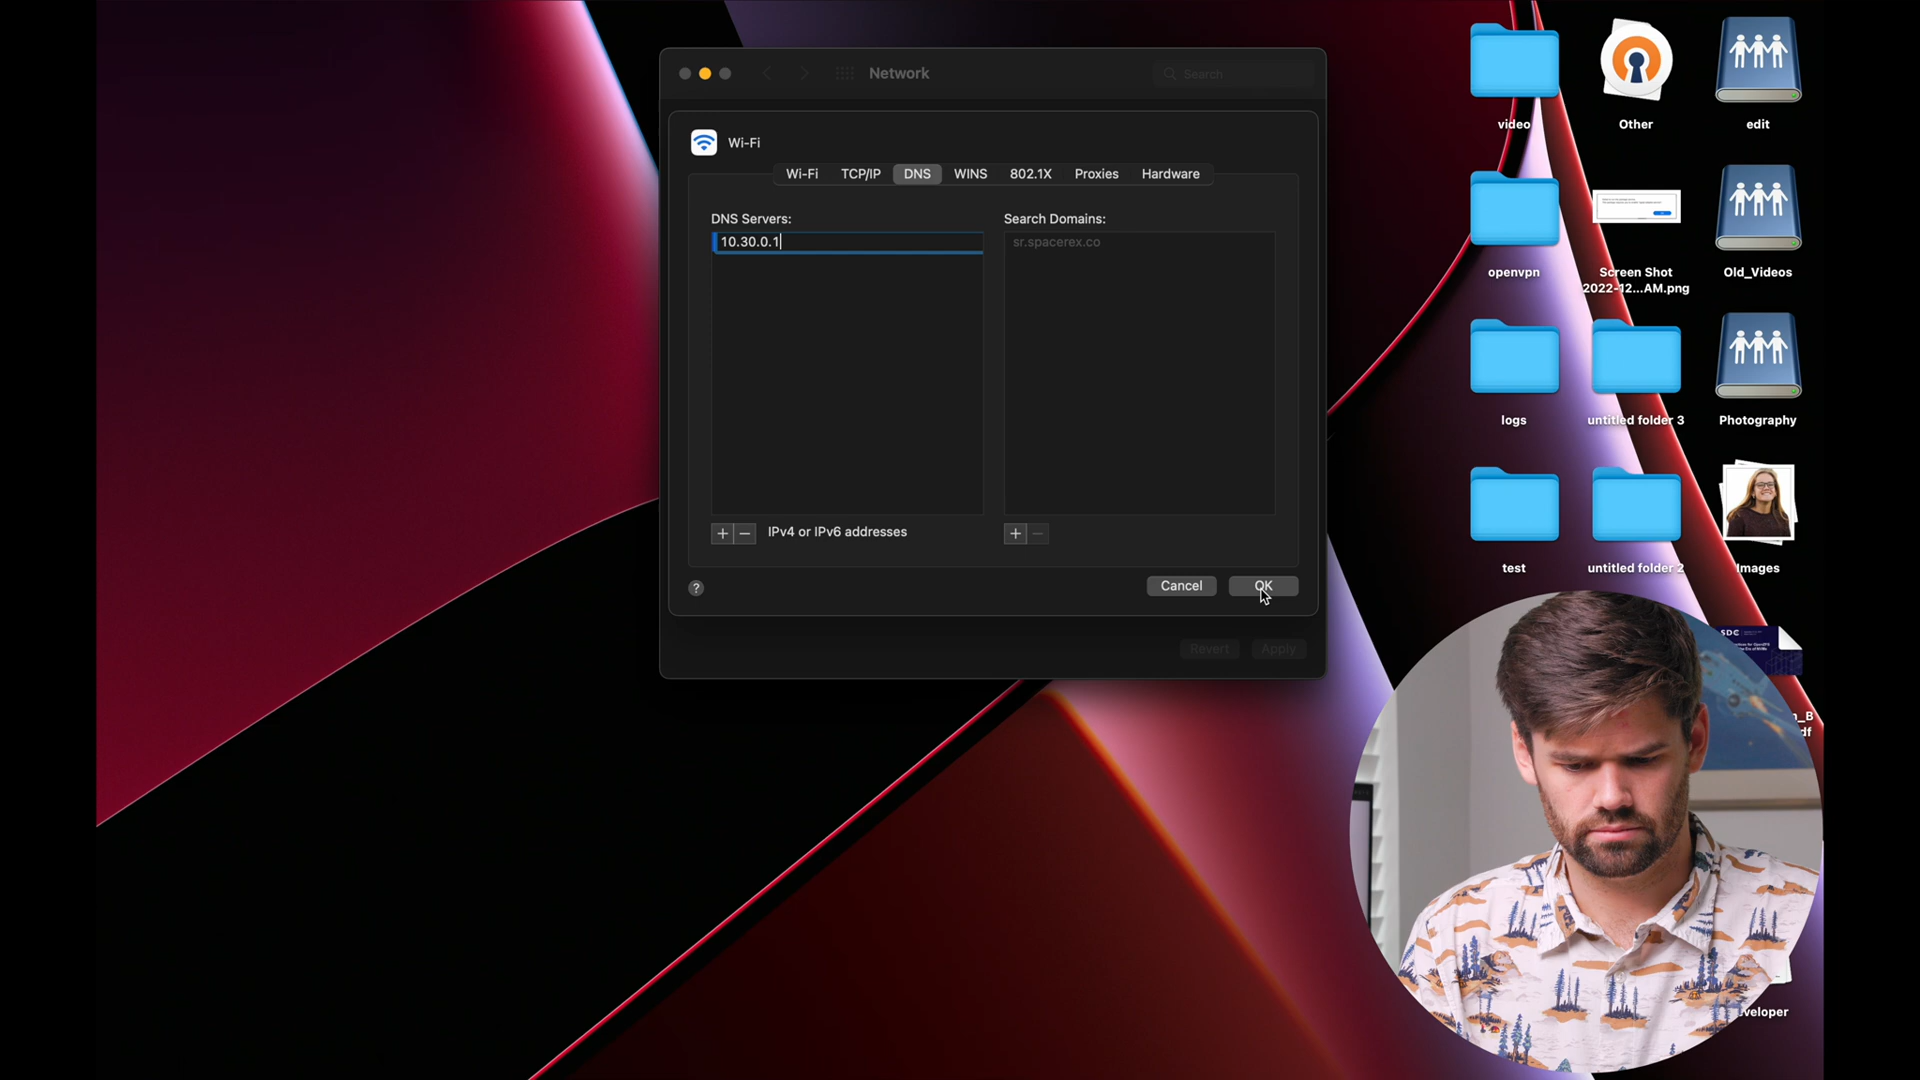 Network
Search
Wi-Fi
Wi-Fi
TCP/IP
DNS
WINS
802.1X
Proxies
Hardware
DNS Servers:
10.30.0.1
Search Domains:
sr.spacerex.co
IPv4 or IPv6 addresses
?
Cancel
OK
Revert
Apply
video
Other
edit
openvpn
Screen Shot
2022-12...AM.png
Old_Videos
logs
untitled folder 3
Photography
test
untitled folder 2
Images
SDC